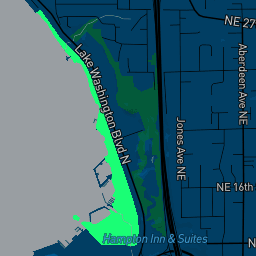 NE 27
Aberdeen Ave NE
Lake Washington Blvd N
Jones Ave NE
NE 16th
N
Hampton Inn & Suites